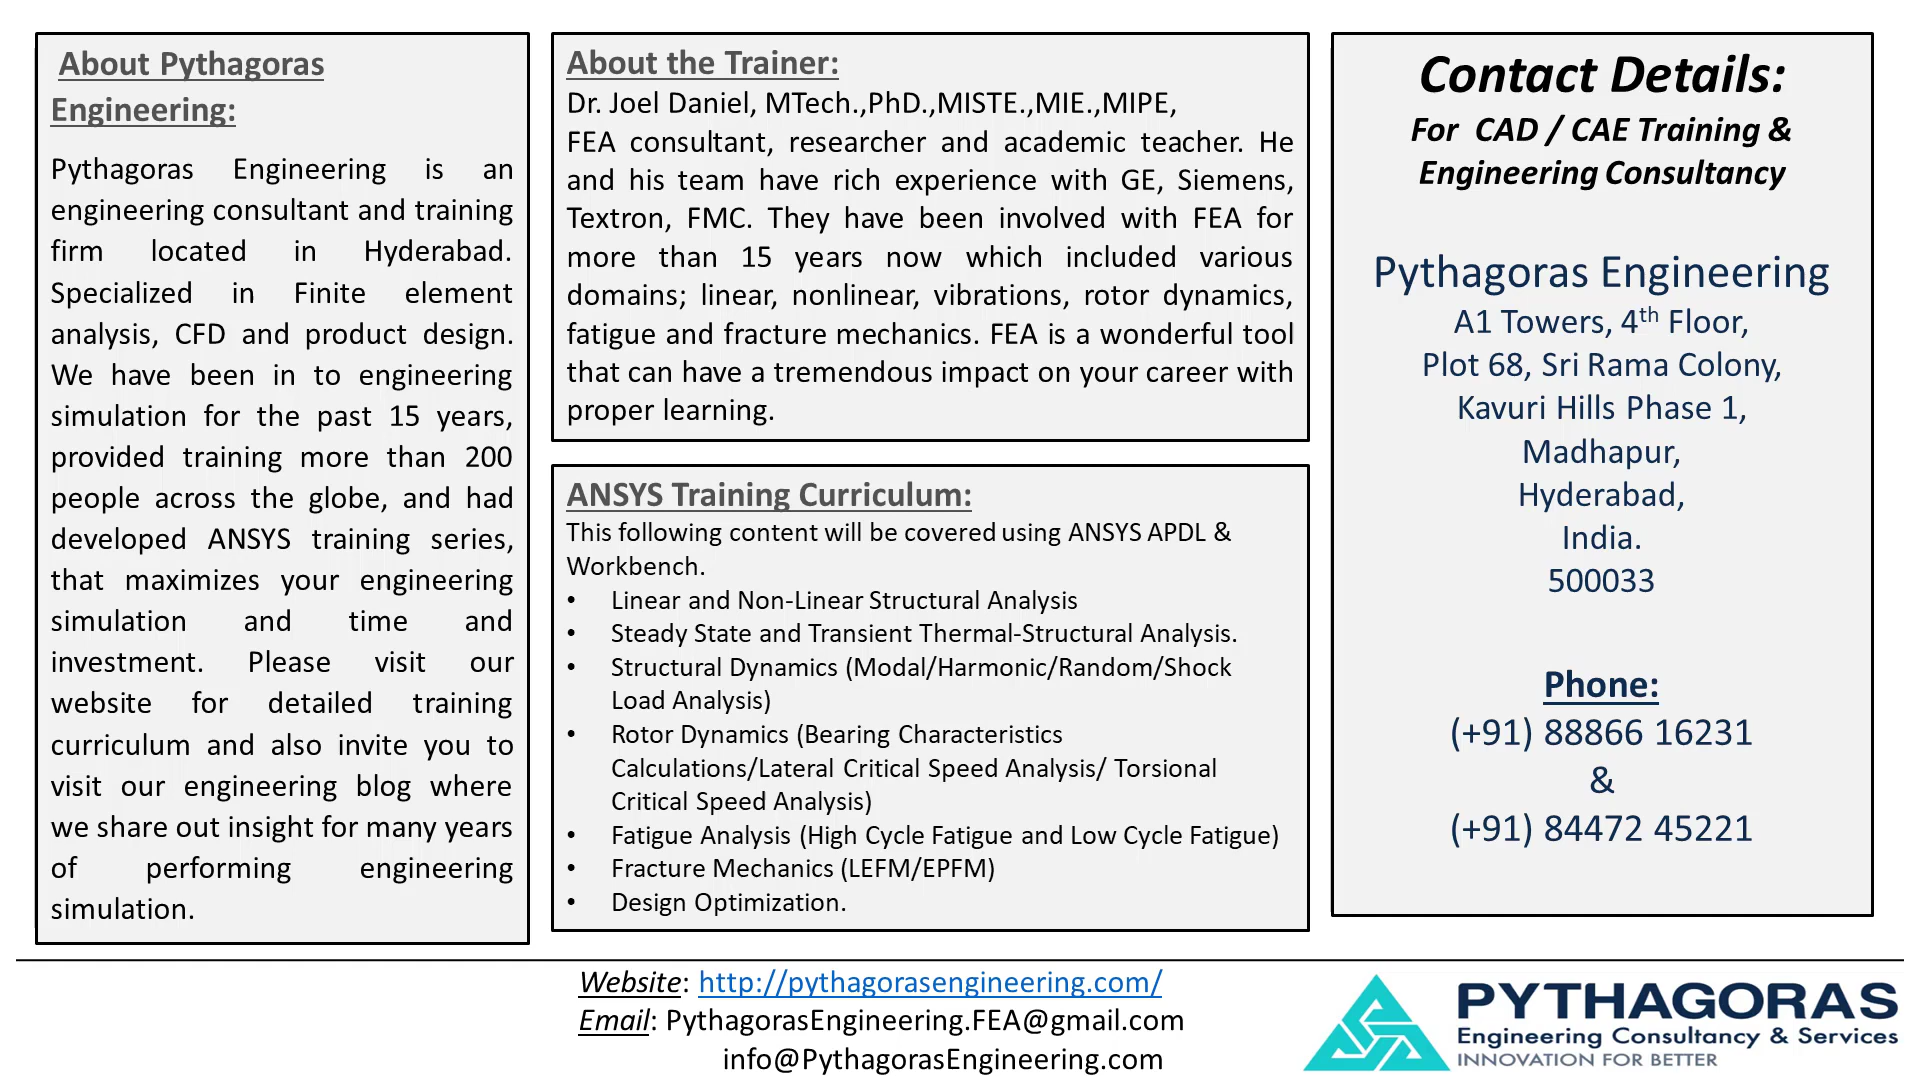 About Pythagoras
Engineering:
Pythagoras Engineering is an
engineering consultant and training
firm located in Hyderabad.
Specialized in Finite element
analysis, CFD and product design.
We have been in to engineering
simulation for the past 15 years,
provided training more than 200
people across the globe, and had
developed ANSYS training series,
that maximizes your engineering
simulation and time and
investment. Please visit our
website for detailed training
curriculum and also invite you to
visit our engineering blog where
we share out insight for many years
of performing engineering
simulation.
About the Trainer:
Dr. Joel Daniel, MTech.,PhD.,MISTE.,MIE.,MIPE,
FEA consultant, researcher and academic teacher. He
and his team have rich experience with GE, Siemens,
Textron, FMC. They have been involved with FEA for
more than 15 years now which included various
domains; linear, nonlinear, vibrations, rotor dynamics,
fatigue and fracture mechanics. FEA is a wonderful tool
that can have a tremendous impact on your career with
proper learning.
ANSYS Training Curriculum:
This following content will be covered using ANSYS APDL &
Workbench.
• Linear and Non-Linear Structural Analysis
• Steady State and Transient Thermal-Structural Analysis.
• Structural Dynamics (Modal/Harmonic/Random/Shock
Load Analysis)
• Rotor Dynamics (Bearing Characteristics
Calculations/Lateral Critical Speed Analysis/ Torsional
Critical Speed Analysis)
• Fatigue Analysis (High Cycle Fatigue and Low Cycle Fatigue)
• Fracture Mechanics (LEFM/EPFM)
• Design Optimization.
Contact Details:
For CAD / CAE Training &
Engineering Consultancy
Pythagoras Engineering
A1 Towers, 4th Floor,
Plot 68, Sri Rama Colony,
Kavuri Hills Phase 1,
Madhapur,
Hyderabad,
India.
500033
Phone:
(+91) 88866 16231
&
(+91) 84472 45221
Website: http://pythagorasengineering.com/
Email: PythagorasEngineering.FEA@gmail.com
info@PythagorasEngineering.com
PYTHAGORAS
Engineering Consultancy & Services
INNOVATION FOR BETTER